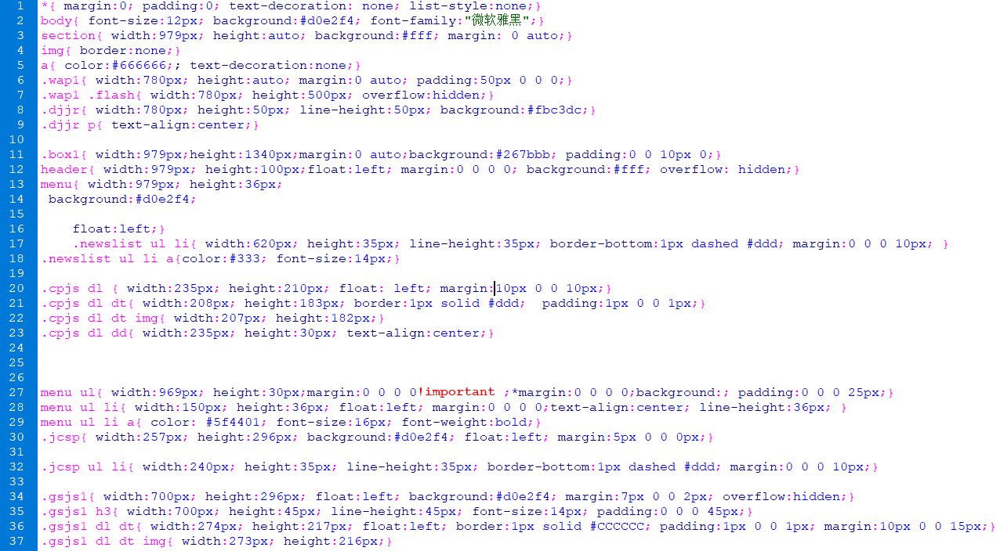 1 *{ margin:0; padding:0; text-decoration: none; list-style:none;}
2 body{ font-size:12px; background:#d0e2f4; font-family:"微软雅黑";}
3 section{ width:979px; height:auto; background:#fff; margin: 0 auto;}
4 img{ border:none;}
5 a{ color:#666666;; text-decoration:none;}
6 .wap1{ width:780px; height:auto; margin:0 auto; padding:50px 0 0 0;}
7 .wap1 .flash{ width:780px; height:500px; overflow:hidden;}
8 .djjr{ width:780px; height:50px; line-height:50px; background:#fbc3dc;}
9 .djjr p{ text-align:center;}
10
11 .box1{ width:979px;height:1340px;margin:0 auto;background:#267bbb; padding:0 0 10px 0;}
12 header{ width:979px; height:100px;float:left; margin:0 0 0 0; background:#fff; overflow: hidden;}
13 menu{ width:979px; height:36px;
14  background:#d0e2f4;
15
16     float:left;}
17     .newslist ul li{ width:620px; height:35px; line-height:35px; border-bottom:1px dashed #ddd; margin:0 0 0 10px; }
18 .newslist ul li a{color:#333; font-size:14px;}
19
20 .cpjs dl { width:235px; height:210px; float: left; margin:10px 0 0 10px;}
21 .cpjs dl dt{ width:208px; height:183px; border:1px solid #ddd;  padding:1px 0 0 1px;}
22 .cpjs dl dt img{ width:207px; height:182px;}
23 .cpjs dl dd{ width:235px; height:30px; text-align:center;}
24
25
26
27 menu ul{ width:969px; height:30px;margin:0 0 0 0!important ;*margin:0 0 0 0;background:; padding:0 0 0 25px;}
28 menu ul li{ width:150px; height:36px; float:left; margin:0 0 0 0;text-align:center; line-height:36px; }
29 menu ul li a{ color: #5f4401; font-size:16px; font-weight:bold;}
30 .jcsp{ width:257px; height:296px; background:#d0e2f4; float:left; margin:5px 0 0 0px;}
31
32 .jcsp ul li{ width:240px; height:35px; line-height:35px; border-bottom:1px dashed #ddd; margin:0 0 0 10px;}
33
34 .gsjs1{ width:700px; height:296px; float:left; background:#d0e2f4; margin:7px 0 0 2px; overflow:hidden;}
35 .gsjs1 h3{ width:700px; height:45px; line-height:45px; font-size:14px; padding:0 0 0 45px;}
36 .gsjs1 dl dt{ width:274px; height:217px; float:left; border:1px solid #CCCCCC; padding:1px 0 0 1px; margin:10px 0 0 15px;}
37 .gsjs1 dl dt img{ width:273px; height:216px;}